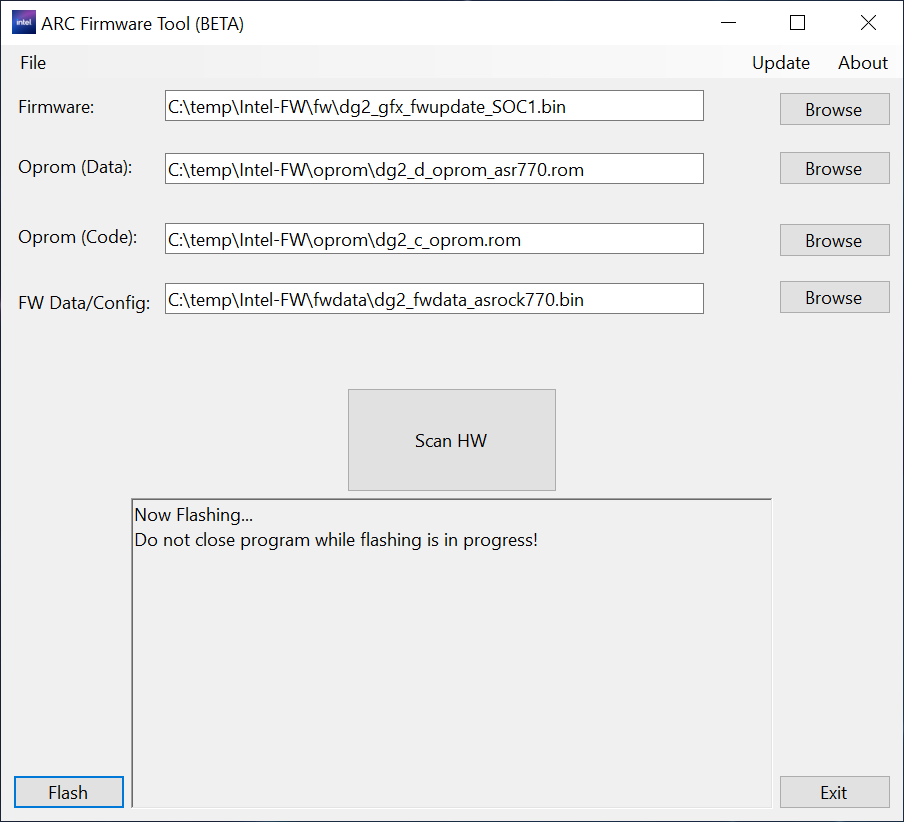 intel ARC Firmware Tool (BETA)
File Update About
Firmware: C:\temp\Intel-FW\fw\dg2_gfx_fwupdate_SOC1.bin Browse
Oprom (Data): C:\temp\Intel-FW\oprom\dg2_d_oprom_asr770.rom Browse
Oprom (Code): C:\temp\Intel-FW\oprom\dg2_c_oprom.rom Browse
FW Data/Config: C:\temp\Intel-FW\fwdata\dg2_fwdata_asrock770.bin Browse
Scan HW
Now Flashing...
Do not close program while flashing is in progress!
Flash Exit